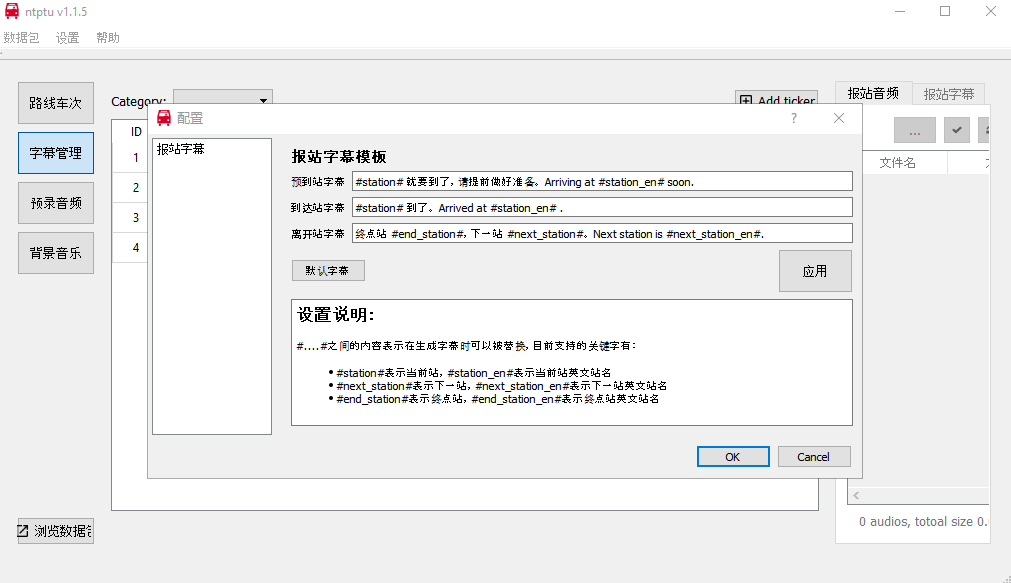 ntptu v1.1.5
数据包 设置 帮助
路线车次
字幕管理
预录音频
背景音乐
浏览数据
Category:
Add ticker
ID
1
2
3
4
报站音频 报站字幕
...
文件名
0 audios, totoal size 0.
配置
?
报站字幕
报站字幕模板
预到站字幕 #station# 就要到了，请提前做好准备。Arriving at #station_en# soon.
到达站字幕 #station# 到了。Arrived at #station_en# .
离开站字幕 终点站 #end_station#，下一站 #next_station#。Next station is #next_station_en#.
默认字幕
应用
设置说明：
#....#之间的内容表示在生成字幕时可以被替换，目前支持的关键字有：
• #station#表示当前站，#station_en#表示当前站英文站名
• #next_station#表示下一站，#next_station_en#表示下一站英文站名
• #end_station#表示终点站，#end_station_en#表示终点站英文站名
OK Cancel